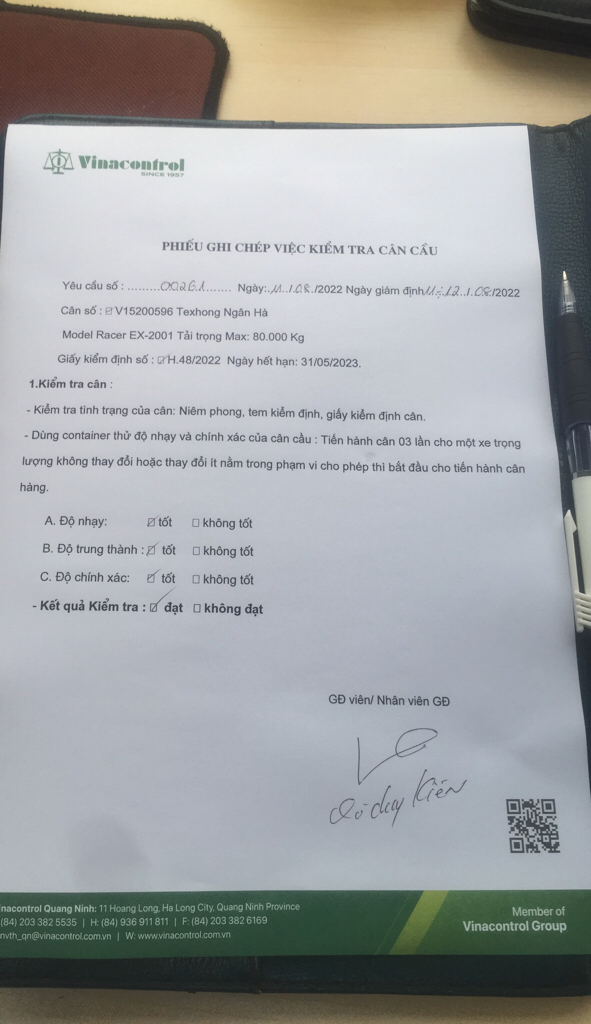 Vinacontrol
SINCE 1957
PHIẾU GHI CHÉP VIỆC KIỂM TRA CÂN CẦU
Yêu cầu số : .........00261....... Ngày:.11../.08./2022 Ngày giám định:11;.12../.08./2022
Cân số : ☑V15200596 Texhong Ngân Hà
Model Racer EX-2001 Tải trọng Max: 80.000 Kg
Giấy kiểm định số : ☑H.48/2022 Ngày hết hạn: 31/05/2023.
1.Kiểm tra cân :
- Kiểm tra tình trạng của cân: Niêm phong, tem kiểm định, giấy kiểm định cân.
- Dùng container thử độ nhạy và chính xác của cân cầu : Tiến hành cân 03 lần cho một xe trọng
lượng không thay đổi hoặc thay đổi ít nằm trong phạm vi cho phép thì bắt đầu cho tiến hành cân
hàng.
A. Độ nhạy: ☑ tốt ☐ không tốt
B. Độ trung thành : ☑ tốt ☐ không tốt
C. Độ chính xác: ☑ tốt ☐ không tốt
- Kết quả Kiểm tra : ☑ đạt ☐ không đạt
GĐ viên/ Nhân viên GĐ
Kiên
nacontrol Quang Ninh: 11 Hoang Long, Ha Long City, Quang Ninh Province
(84) 203 382 5535 | H: (84) 936 911 811 | F: (84) 203 382 6169
nvth_qn@vinacontrol.com.vn | W: www.vinacontrol.com.vn
Member of
Vinacontrol Group